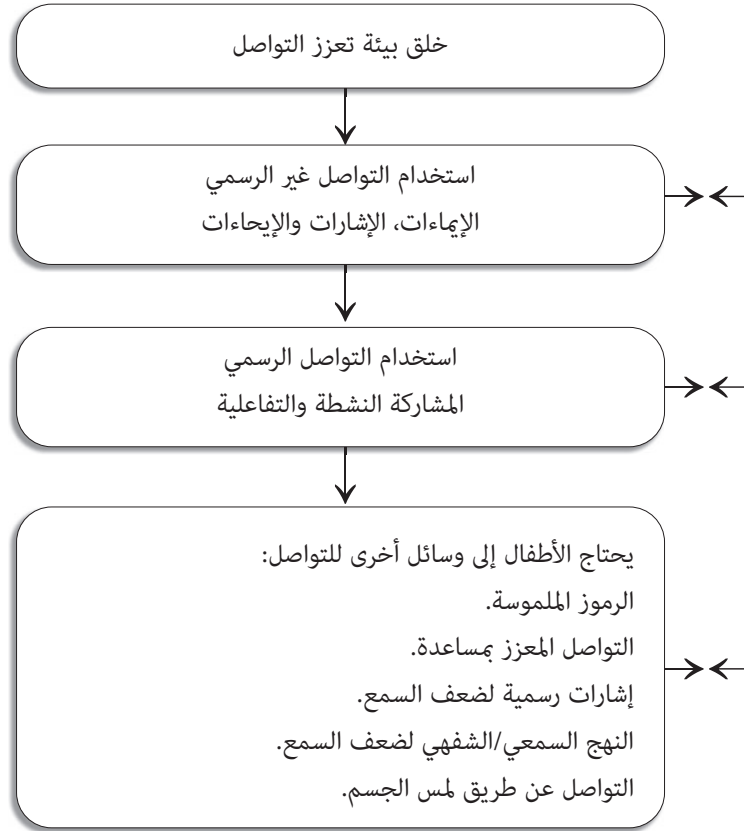 خلق بيئة تعزز التواصل
استخدام التواصل غير الرسمي
الإيماءات، الإشارات والإيحاءات
استخدام التواصل الرسمي
المشاركة النشطة والتفاعلية
يحتاج الأطفال إلى وسائل أخرى للتواصل:
الرموز الملموسة.
التواصل المعزز بمساعدة.
إشارات رسمية لضعف السمع.
النهج السمعي/الشفهي لضعف السمع.
التواصل عن طريق لمس الجسم.